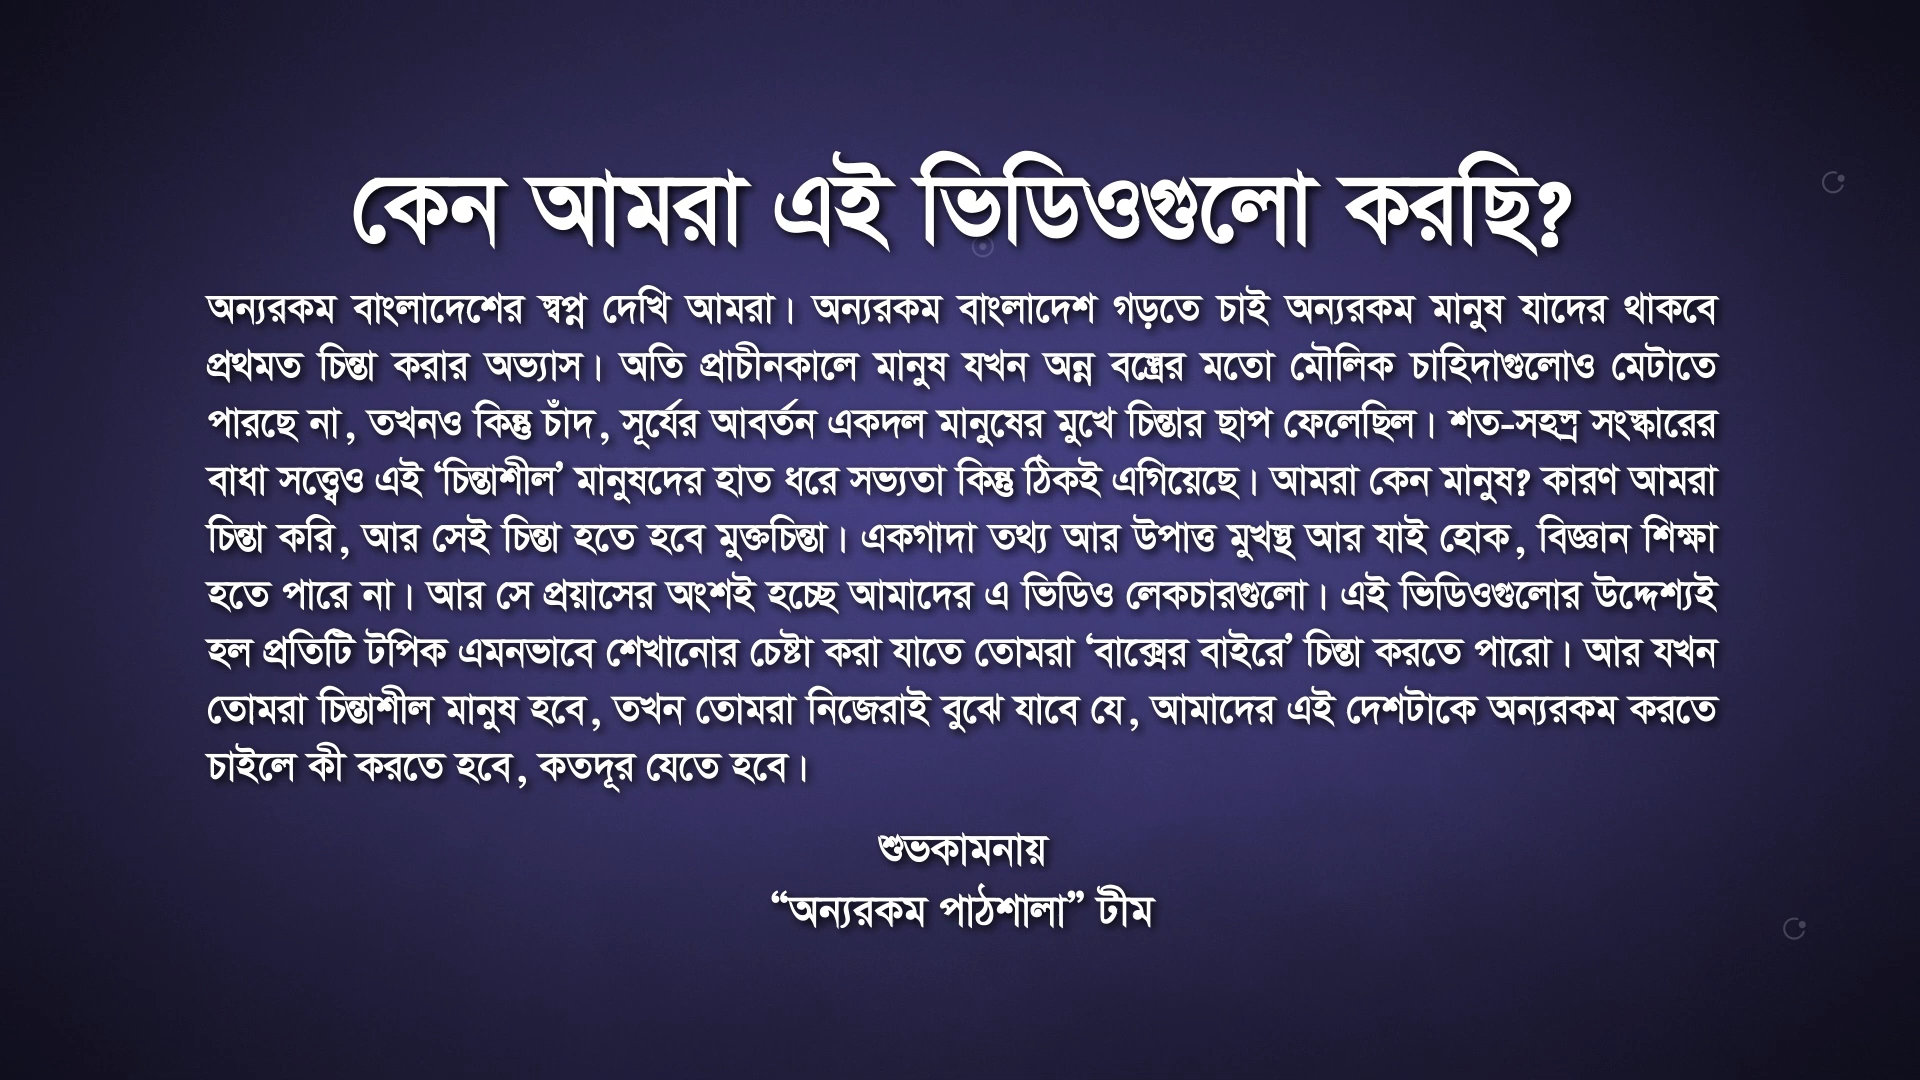 কেন আমরা এই ভিডিওগুলো করছি?
অন্যরকম বাংলাদেশের স্বপ্ন দেখি আমরা। অন্যরকম বাংলাদেশ গড়তে চাই অন্যরকম মানুষ যাদের থাকবে
প্রথমত চিন্তা করার অভ্যাস। অতি প্রাচীনকালে মানুষ যখন অন্ন বস্ত্রের মতো মৌলিক চাহিদাগুলোও মেটাতে
পারছে না, তখনও কিন্তু চাঁদ, সূর্যের আবর্তন একদল মানুষের মুখে চিন্তার ছাপ ফেলেছিল। শত-সহস্র সংস্কারের
বাধা সত্ত্বেও এই ‘চিন্তাশীল’ মানুষদের হাত ধরে সভ্যতা কিন্তু ঠিকই এগিয়েছে। আমরা কেন মানুষ? কারণ আমরা
চিন্তা করি, আর সেই চিন্তা হতে হবে মুক্তচিন্তা। একগাদা তথ্য আর উপাত্ত মুখস্থ আর যাই হোক, বিজ্ঞান শিক্ষা
হতে পারে না। আর সে প্রয়াসের অংশই হচ্ছে আমাদের এ ভিডিও লেকচারগুলো। এই ভিডিওগুলোর উদ্দেশ্যই
হল প্রতিটি টপিক এমনভাবে শেখানোর চেষ্টা করা যাতে তোমরা ‘বাক্সের বাইরে’ চিন্তা করতে পারো। আর যখন
তোমরা চিন্তাশীল মানুষ হবে, তখন তোমরা নিজেরাই বুঝে যাবে যে, আমাদের এই দেশটাকে অন্যরকম করতে
চাইলে কী করতে হবে, কতদূর যেতে হবে।
শুভকামনায়
“অন্যরকম পাঠশালা” টীম